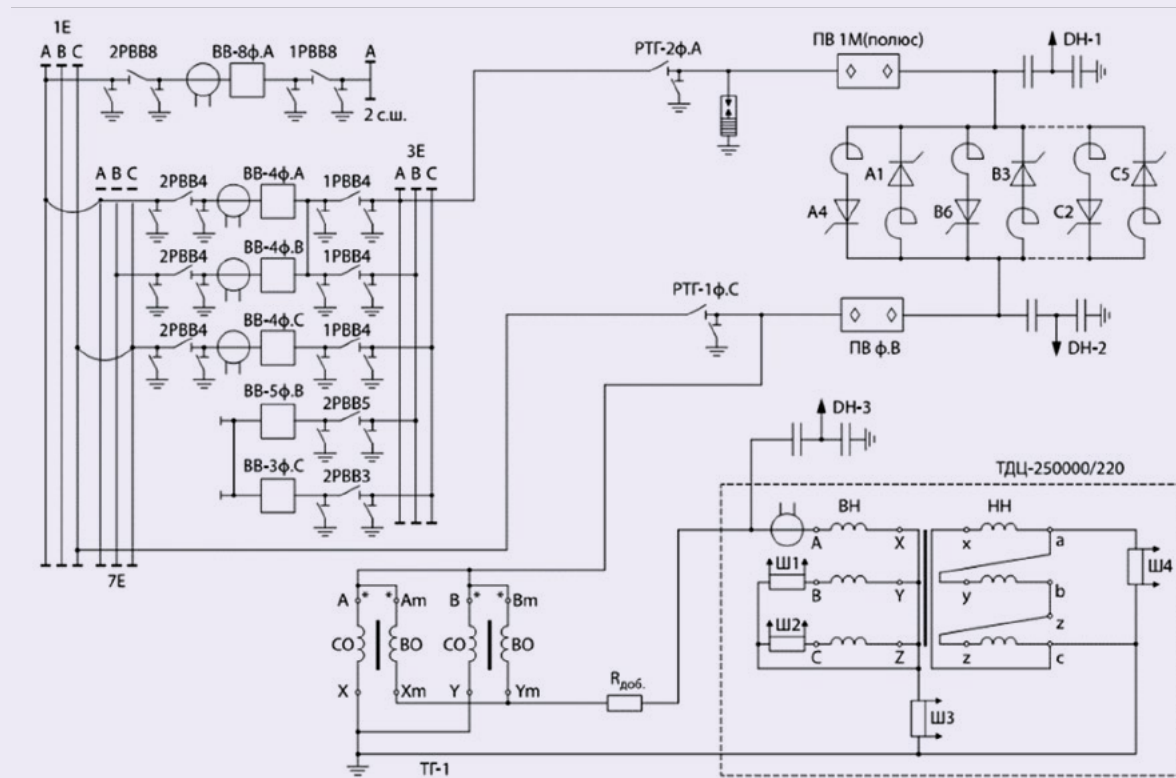 1E
A B C
2РВВ8
ВВ-8ф.А
1РВВ8
A
2 с.ш.
РТГ-2ф.А
ПВ 1М(полюс)
DH-1
3E
A B C
A B C
2РВВ4
ВВ-4ф.А
1РВВ4
A1
B3
C5
A4
B6
C2
2РВВ4
ВВ-4ф.В
1РВВ4
2РВВ4
ВВ-4ф.С
1РВВ4
РТГ-1ф.С
ПВ ф.В
DH-2
ВВ-5ф.В
2РВВ5
ВВ-3ф.С
2РВВ3
DH-3
ТДЦ-250000/220
7E
ВН
НН
A
X
x
a
Ш1
B
Y
y
b
Ш4
z
Ш2
C
Z
z
c
A * * Am
B * * Bm
СО
ВО
СО
ВО
X
Xm
Y
Ym
Rдоб.
Ш3
ТГ-1